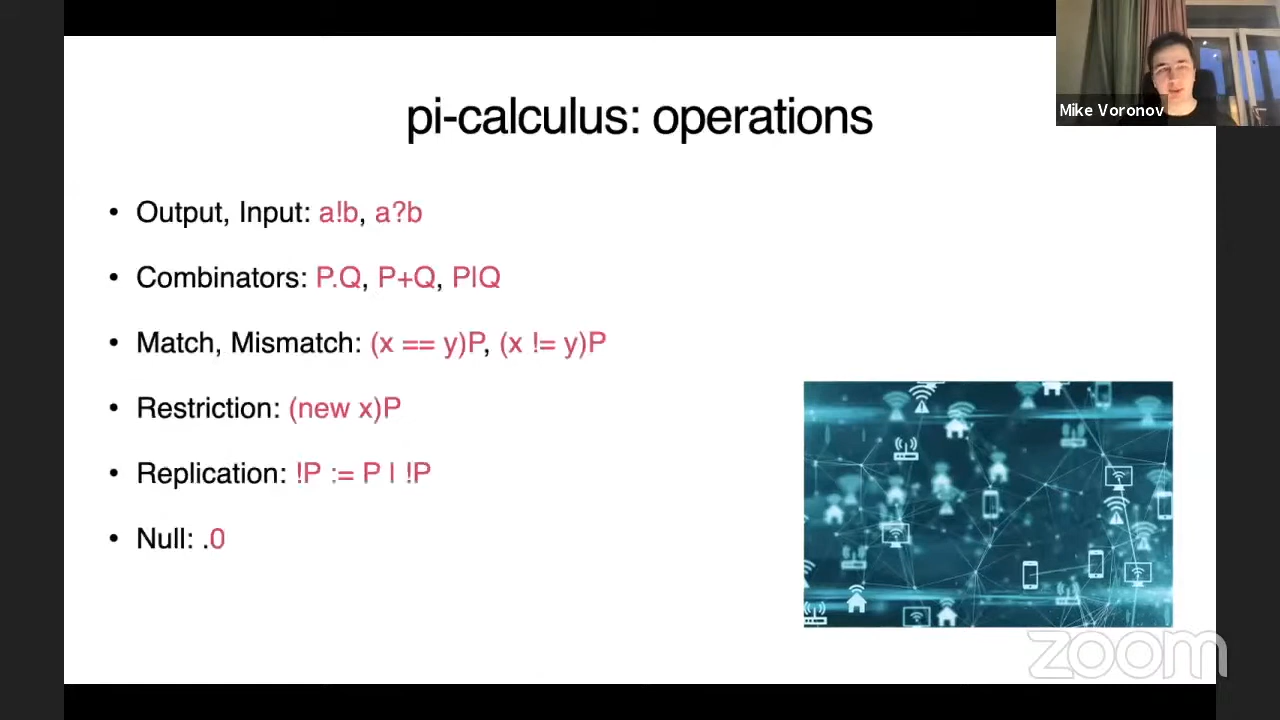 pi-calculus: operations
Mike Voronov
• Output, Input: a!b, a?b
• Combinators: P.Q, P+Q, P|Q
• Match, Mismatch: (x == y)P, (x != y)P
• Restriction: (new x)P
• Replication: !P := P | !P
• Null: .0
zoom